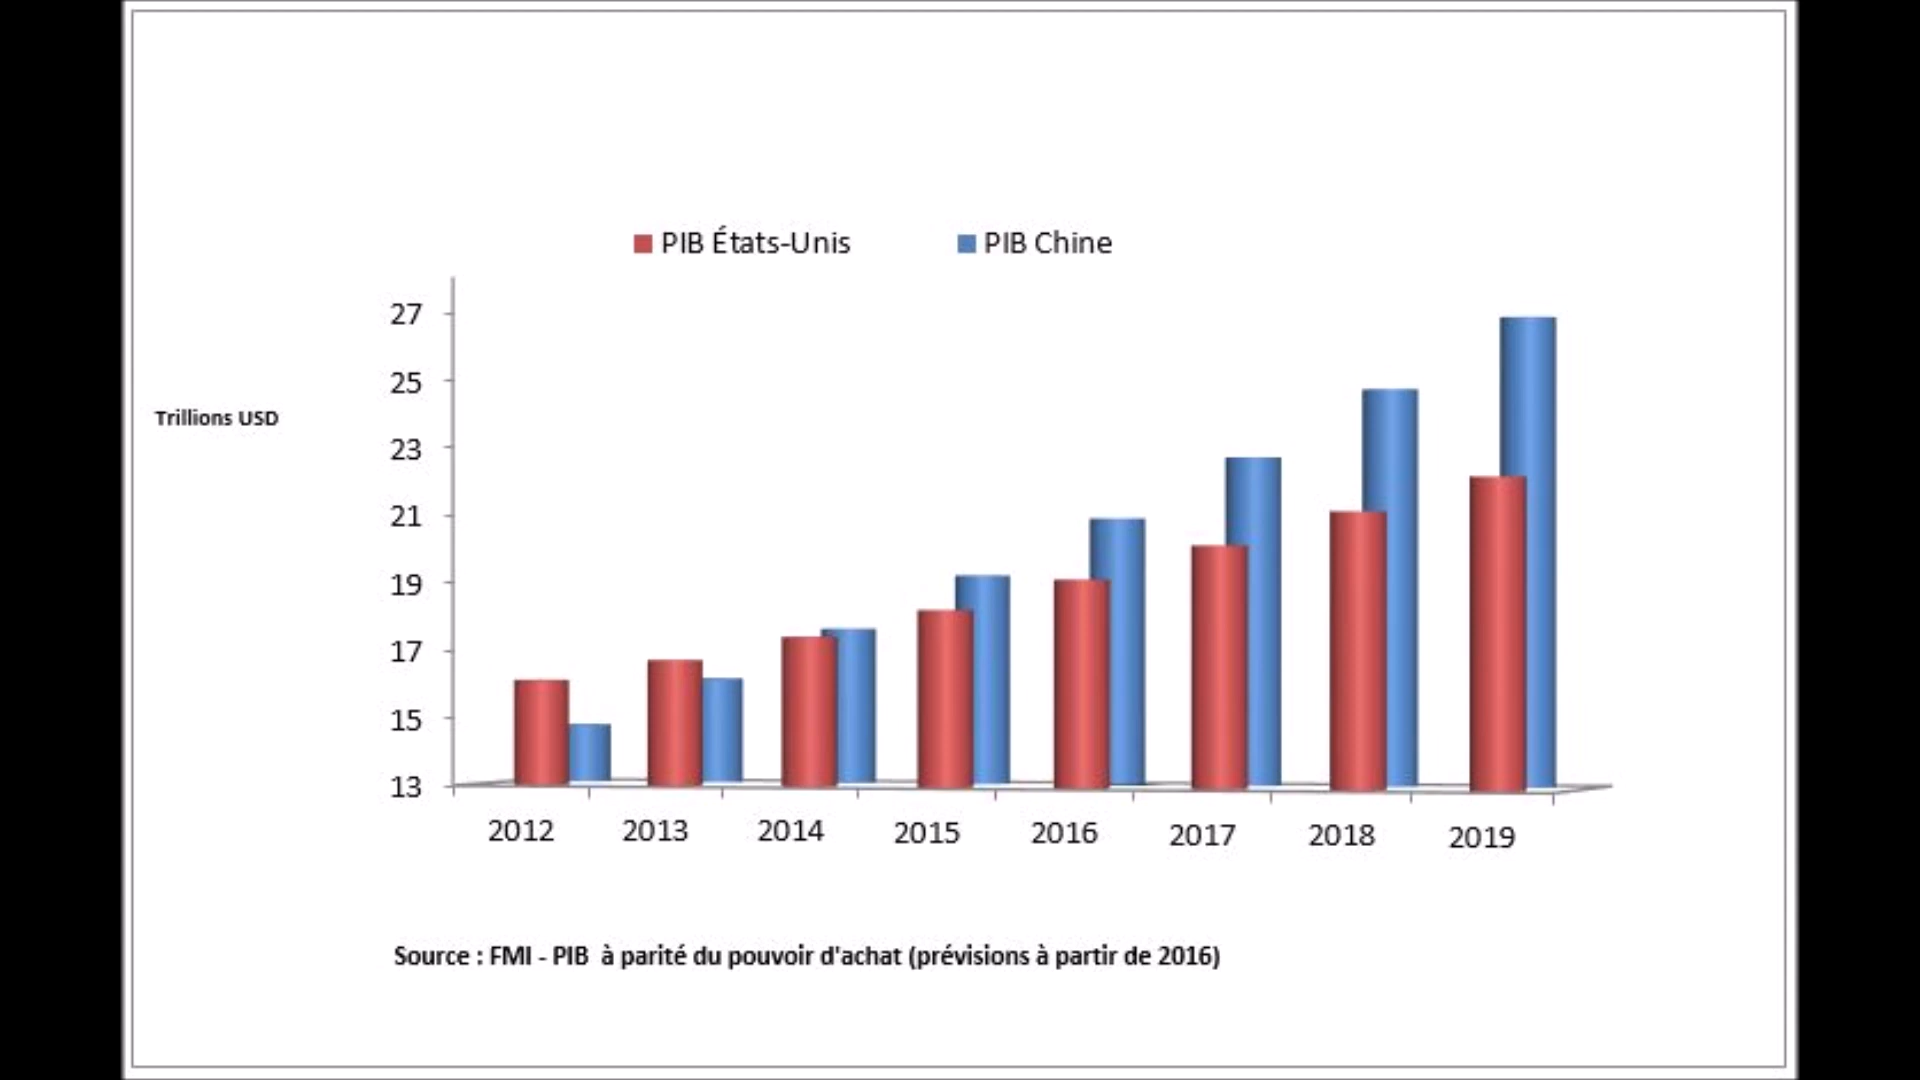 PIB États-Unis PIB Chine
27
25
Trillions USD
23
21
19
17
15
13
2012 2013 2014 2015 2016 2017 2018 2019
Source : FMI - PIB à parité du pouvoir d'achat (prévisions à partir de 2016)